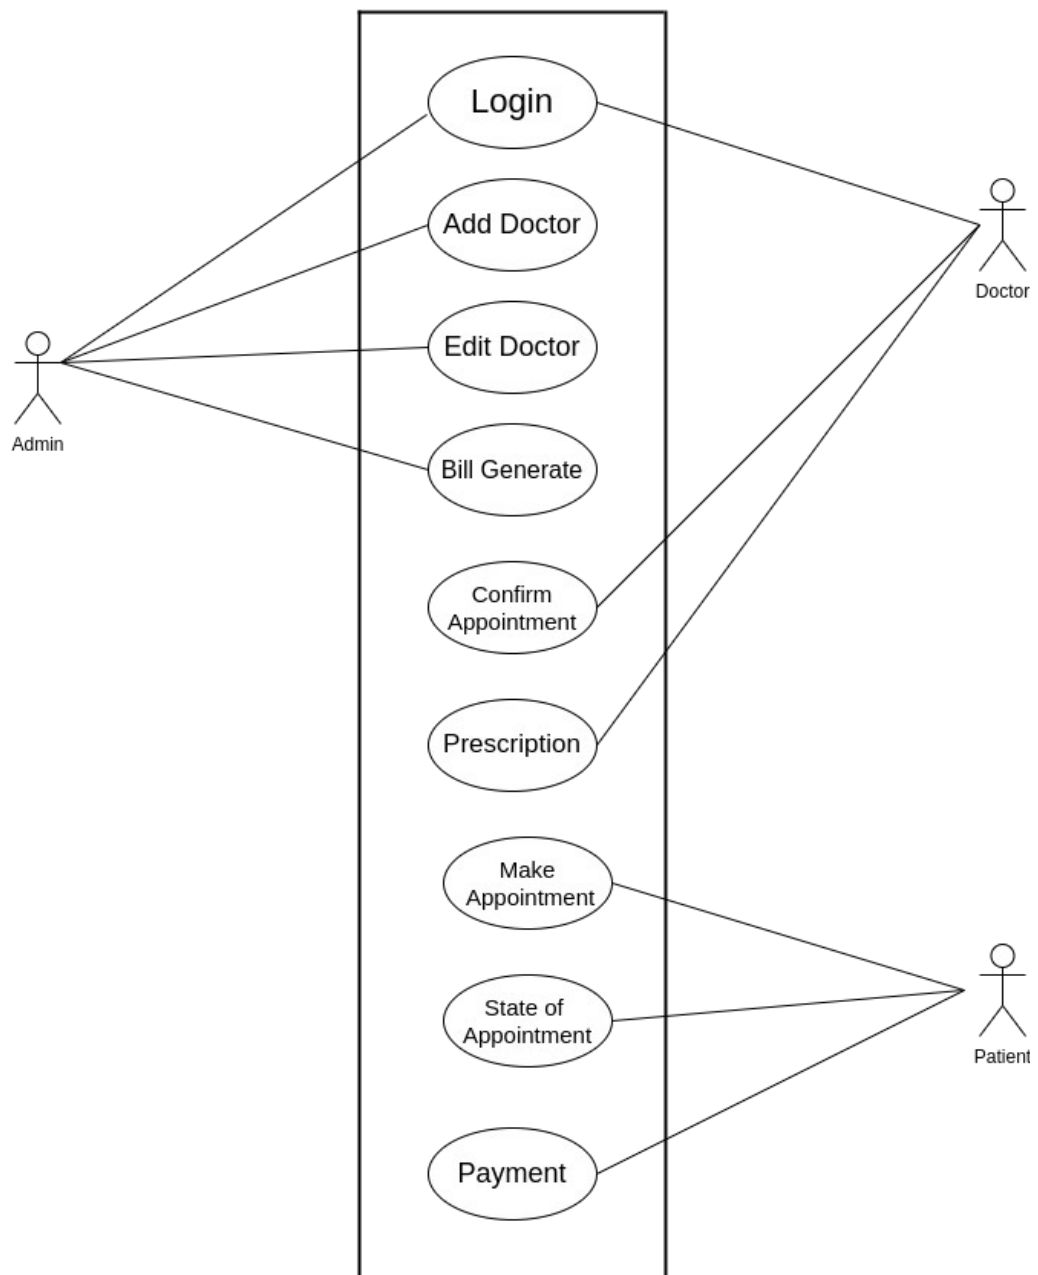 Login
Add Doctor
Doctor
Edit Doctor
Admin
Bill Generate
Confirm
Appointment
Prescription
Make
Appointment
State of
Appointment
Patient
Payment